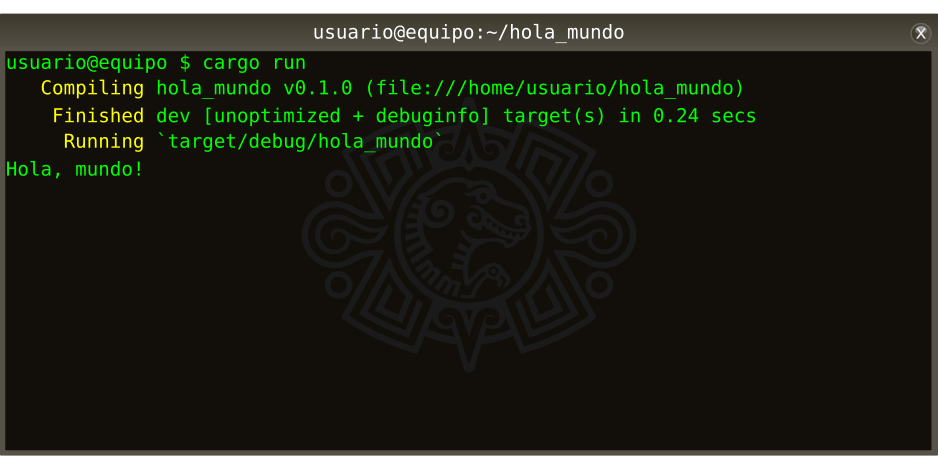 usuario@equipo:~/hola_mundo
usuario@equipo $ cargo run
Compiling hola_mundo v0.1.0 (file:///home/usuario/hola_mundo)
Finished dev [unoptimized + debuginfo] target(s) in 0.24 secs
Running `target/debug/hola_mundo`
Hola, mundo!